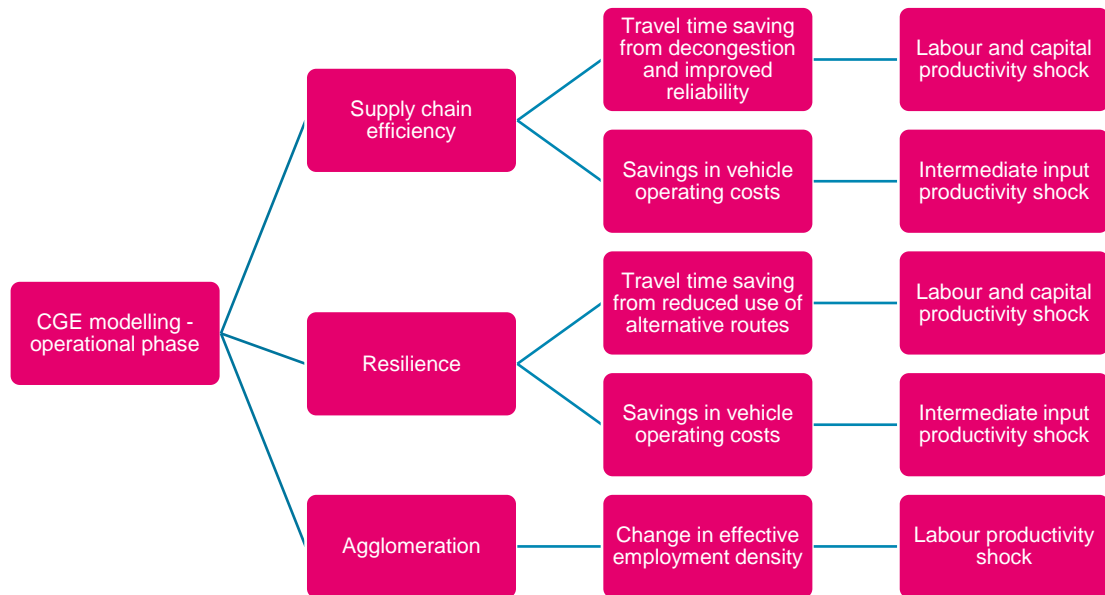 CGE modelling -
operational phase
Supply chain
efficiency
Travel time saving
from decongestion
and improved
reliability
Labour and capital
productivity shock
Savings in vehicle
operating costs
Intermediate input
productivity shock
Resilience
Travel time saving
from reduced use of
alternative routes
Labour and capital
productivity shock
Savings in vehicle
operating costs
Intermediate input
productivity shock
Agglomeration
Change in effective
employment density
Labour productivity
shock